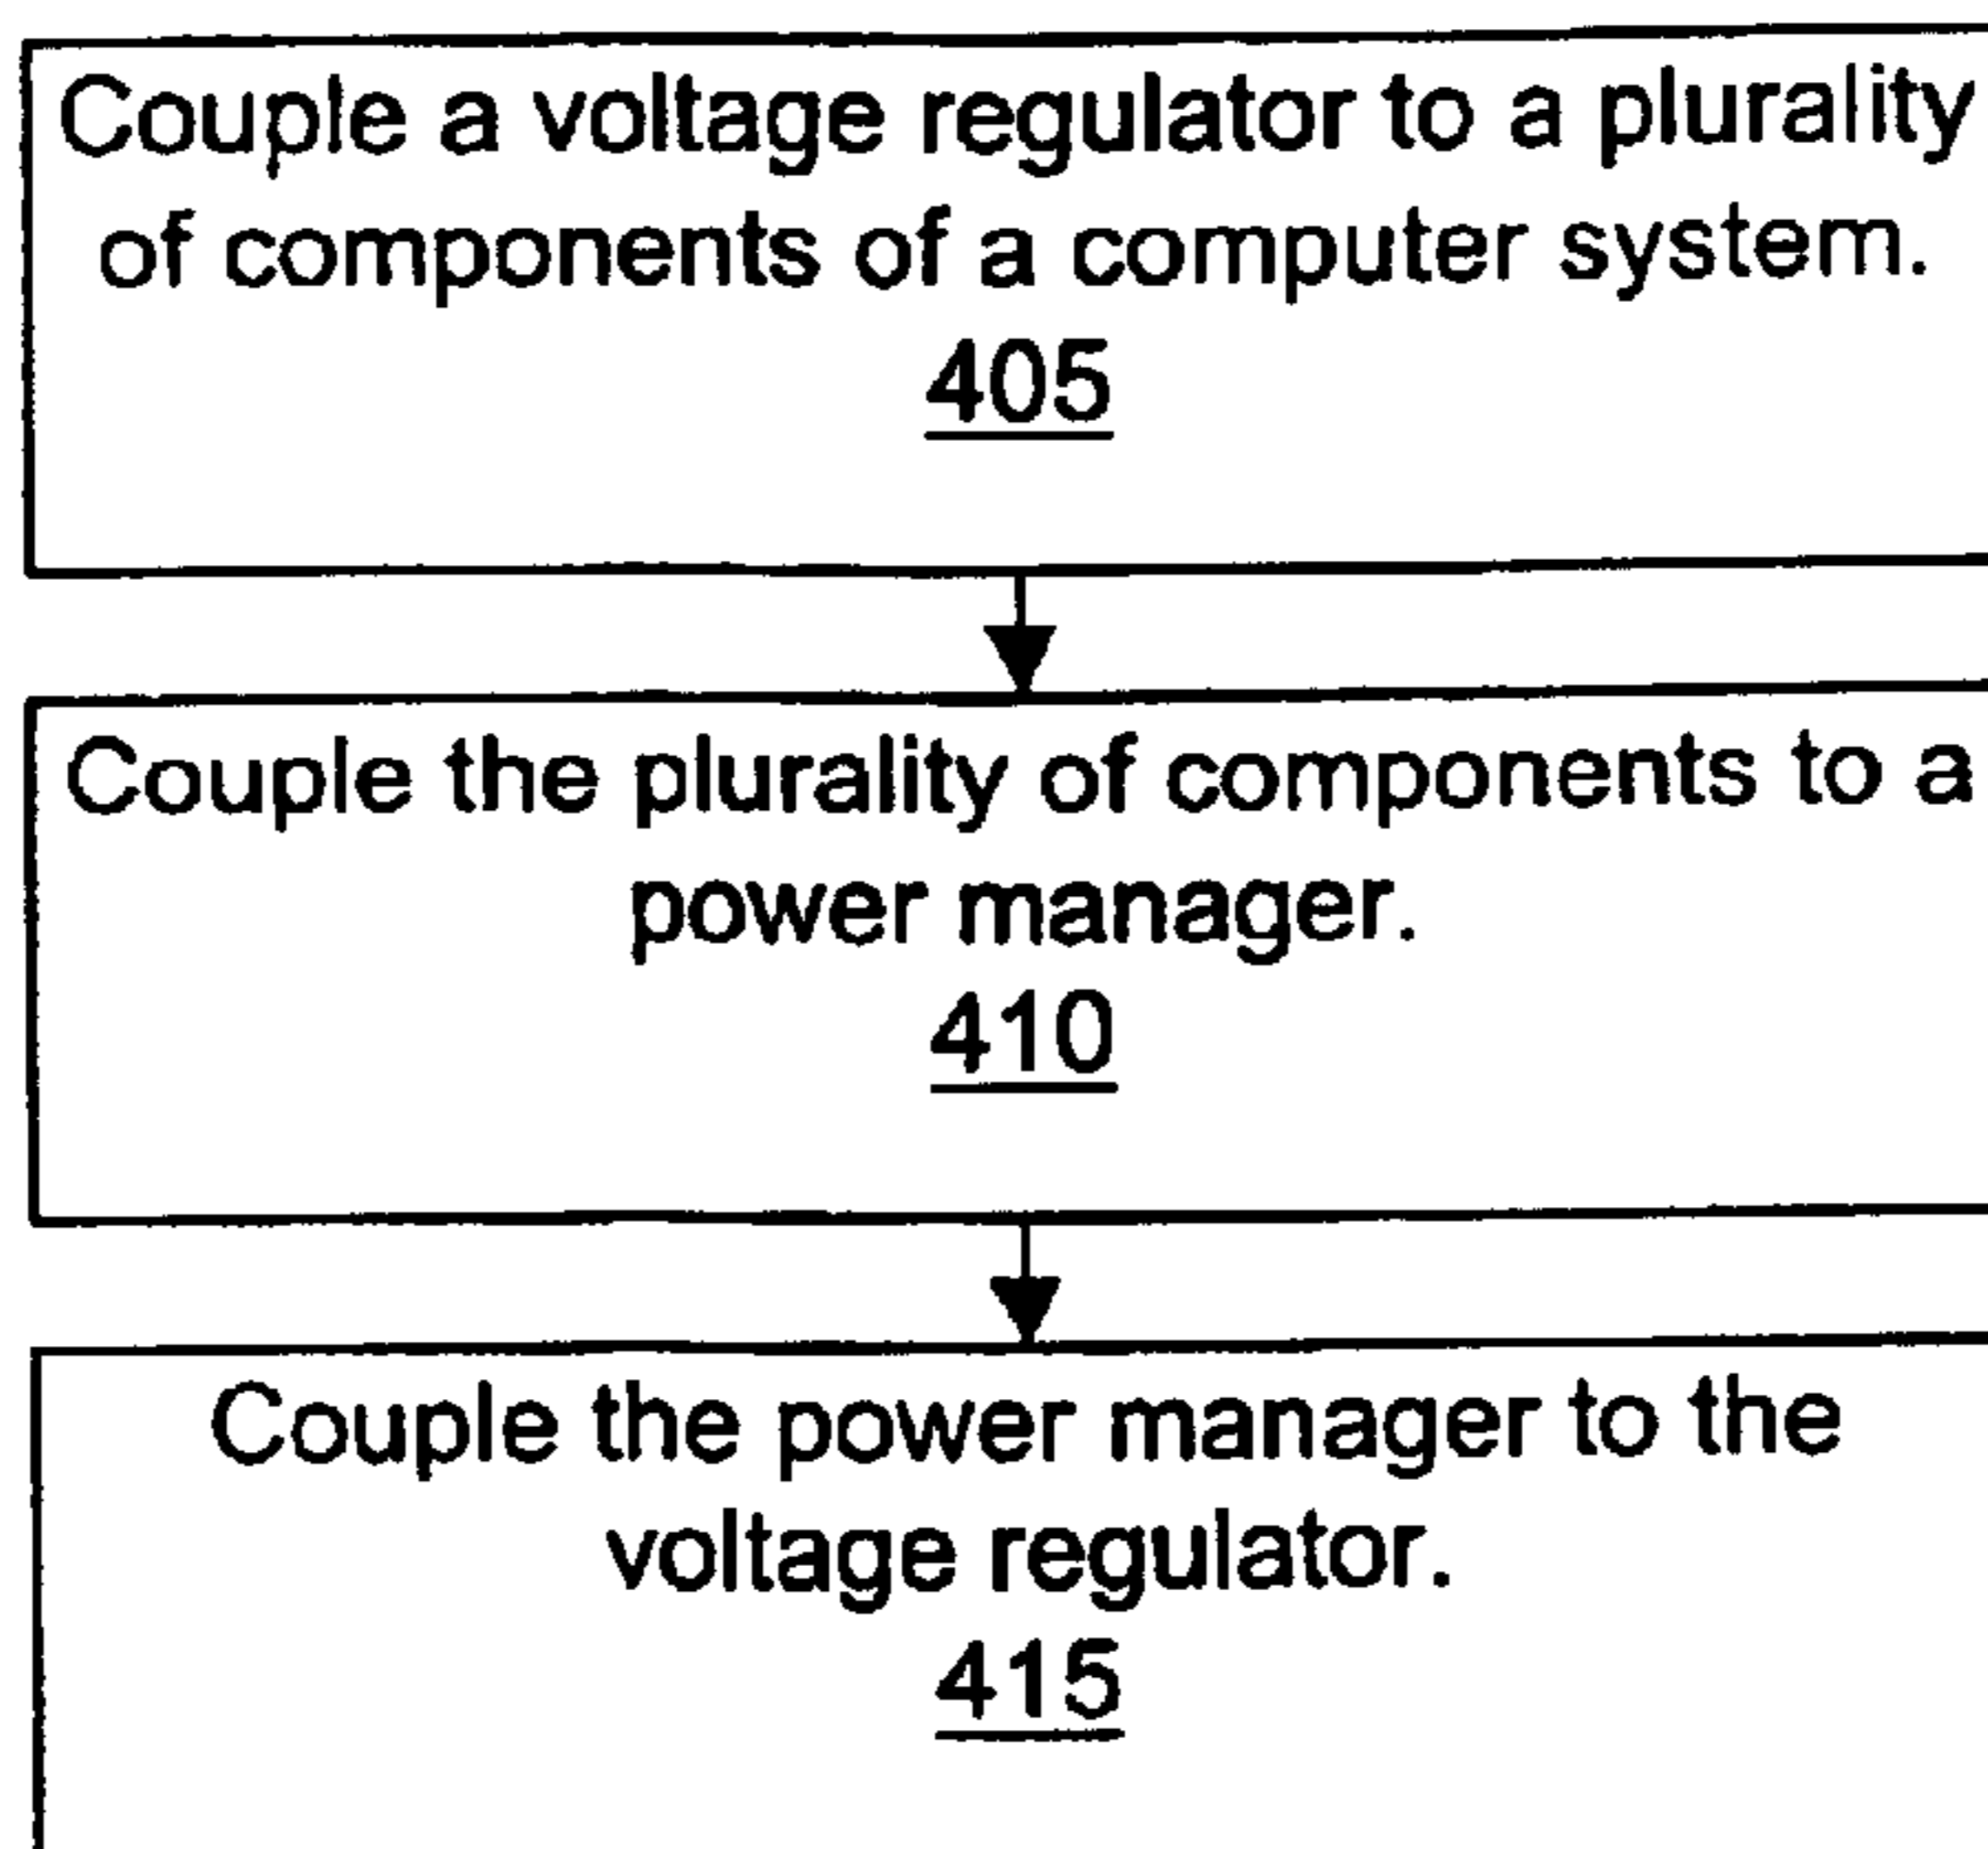 Couple a voltage regulator to a plurality
of components of a computer system.
405
Couple the plurality of components to a
power manager.
410
Couple the power manager to the
voltage regulator.
415